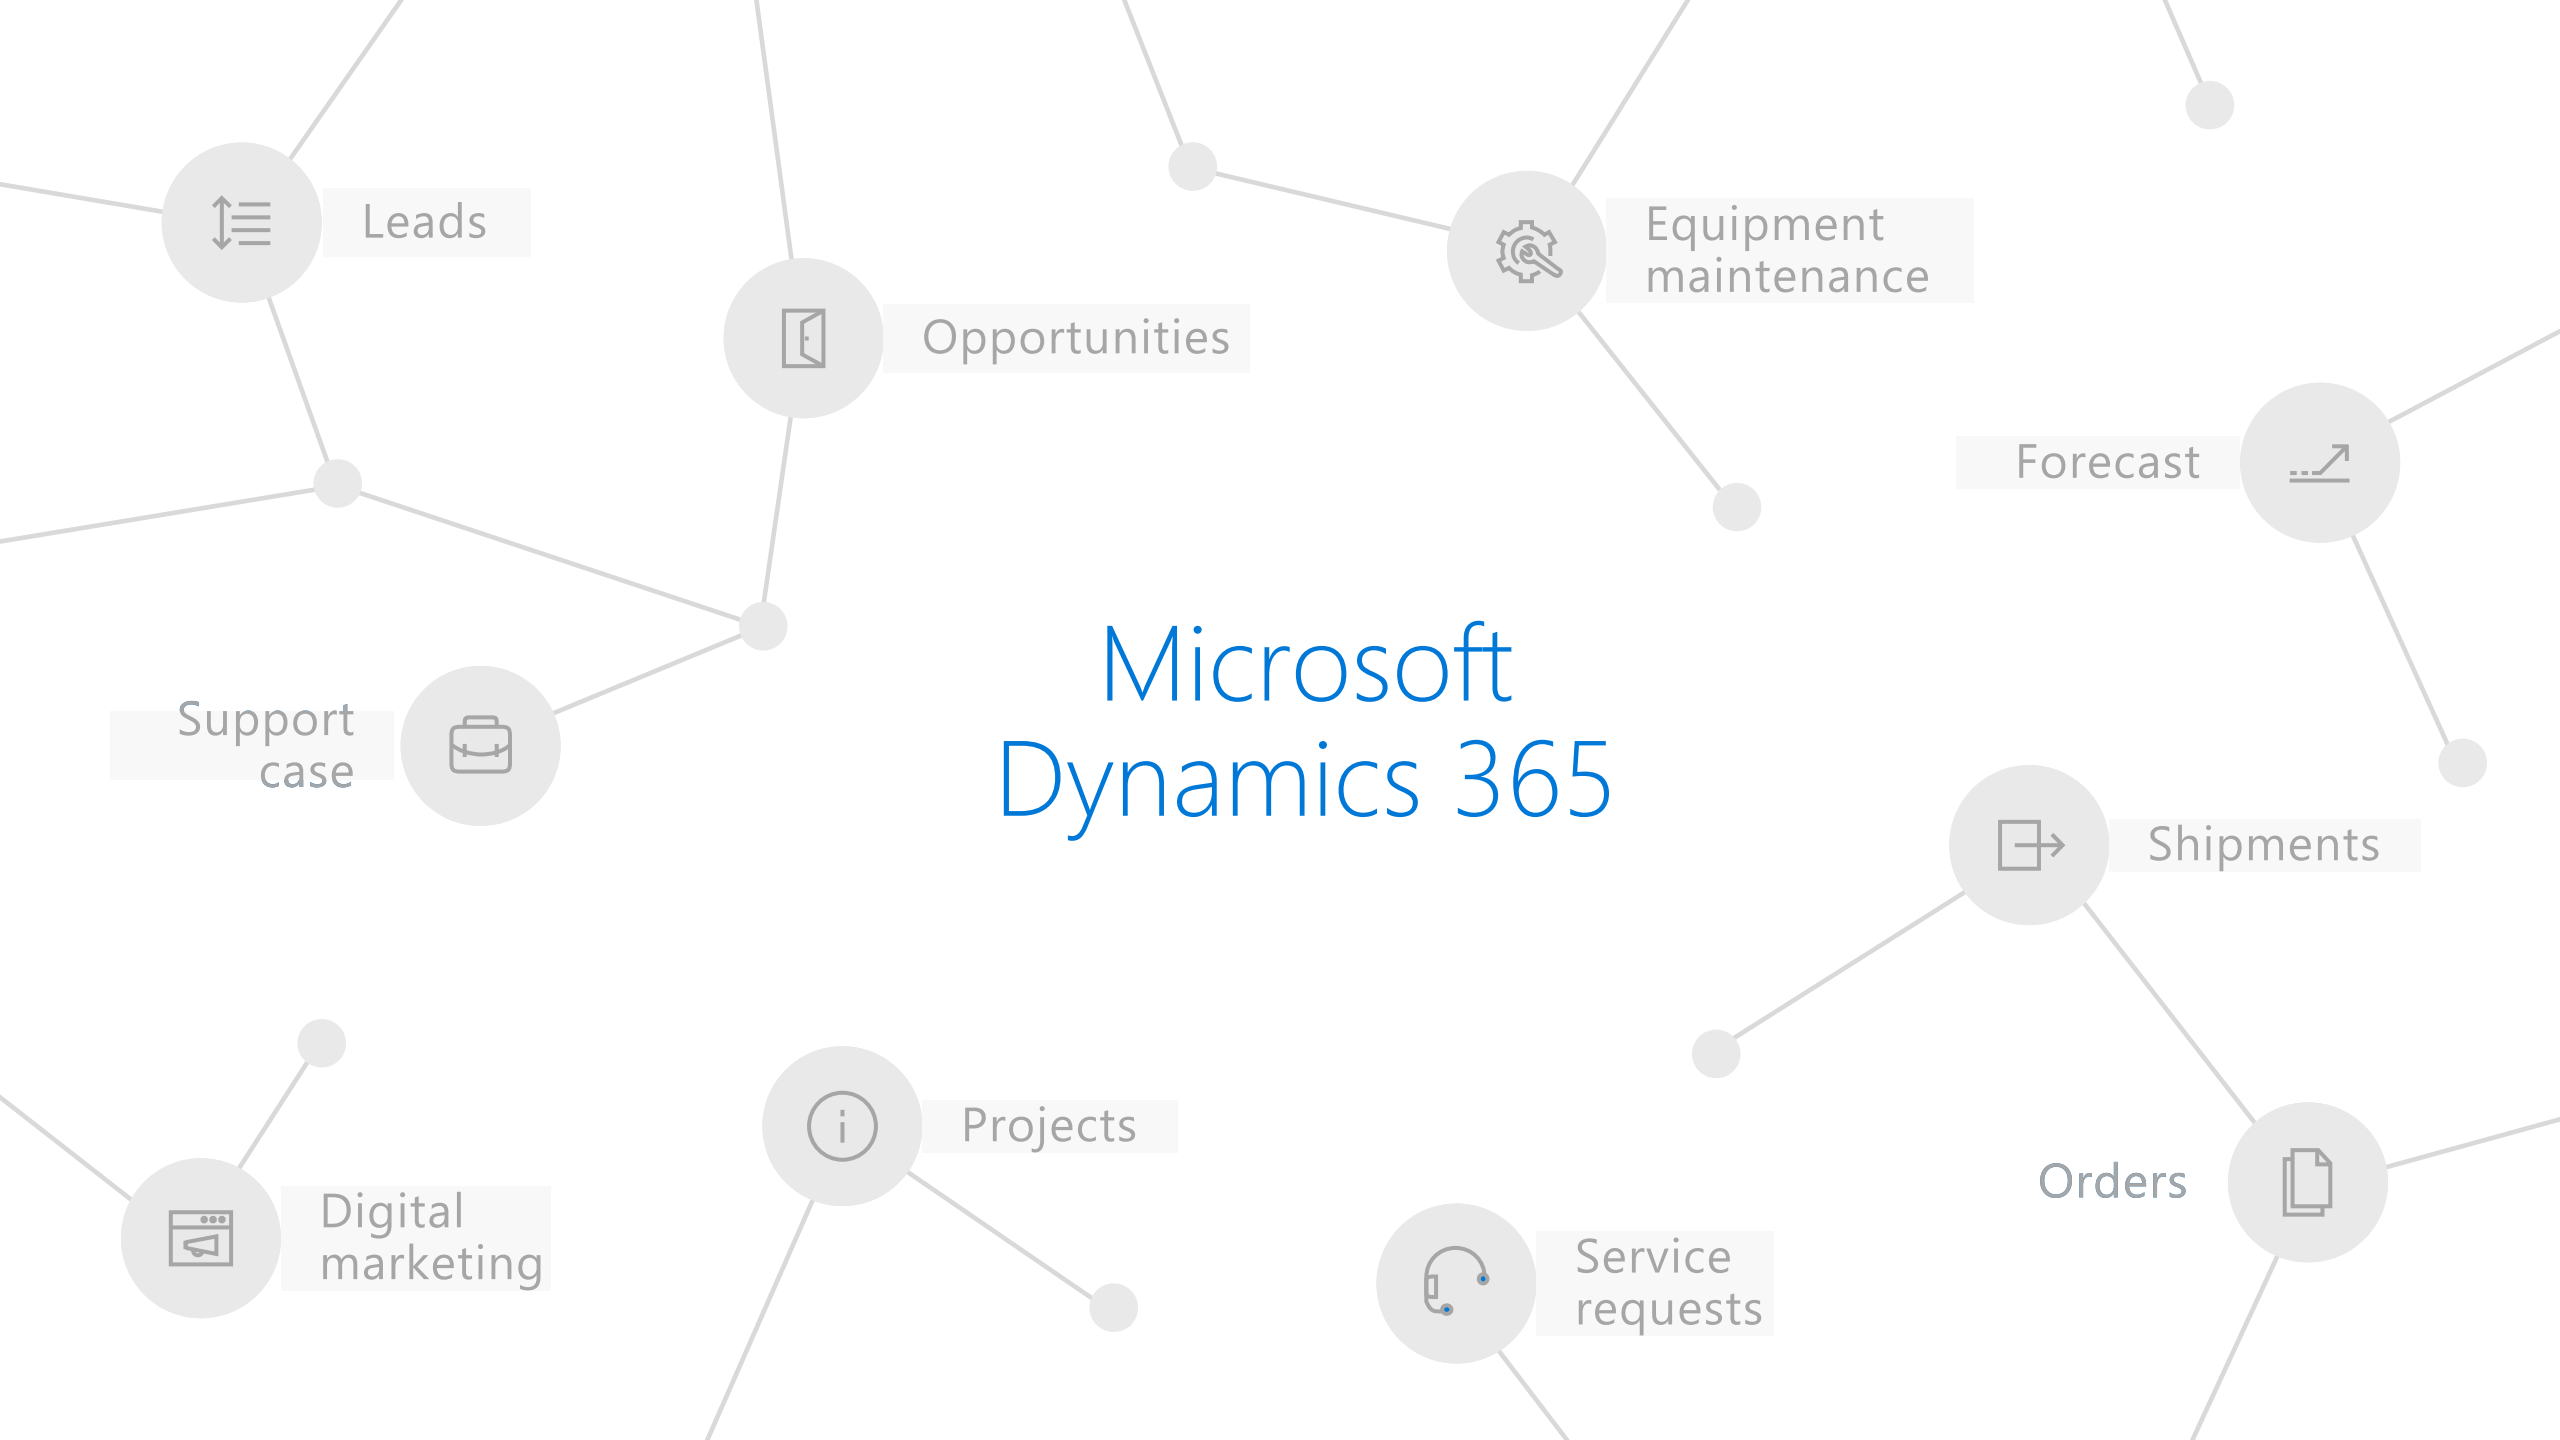 Leads
Equipment
maintenance
Opportunities
Forecast
Microsoft
Dynamics 365
Support
case
Shipments
Projects
Orders
Digital
marketing
Service
requests